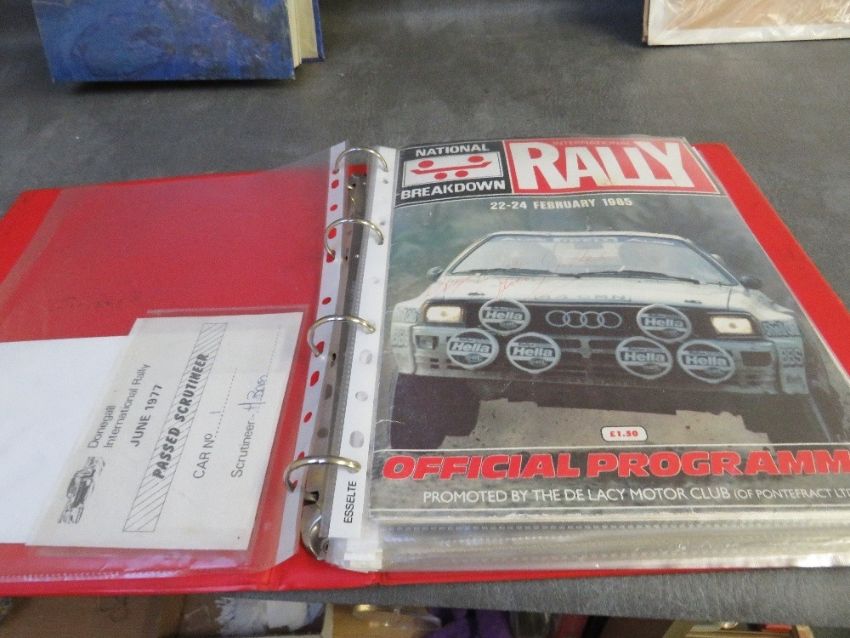 Donegall
International Rally
JUNE 1977
PASSED SCRUTINEER
CAR Nº 1
Scrutineer
ESSELTE
NATIONAL
BREAKDOWN
INTERNATIONAL
RALLY
22-24 FEBRUARY 1985
Hella
Hella
Hella
Hella
Hella
Hella
BBS
£1.50
OFFICIAL PROGRAMM
PROMOTED BY THE DE LACY MOTOR CLUB (OF PONTEFRACT LTD